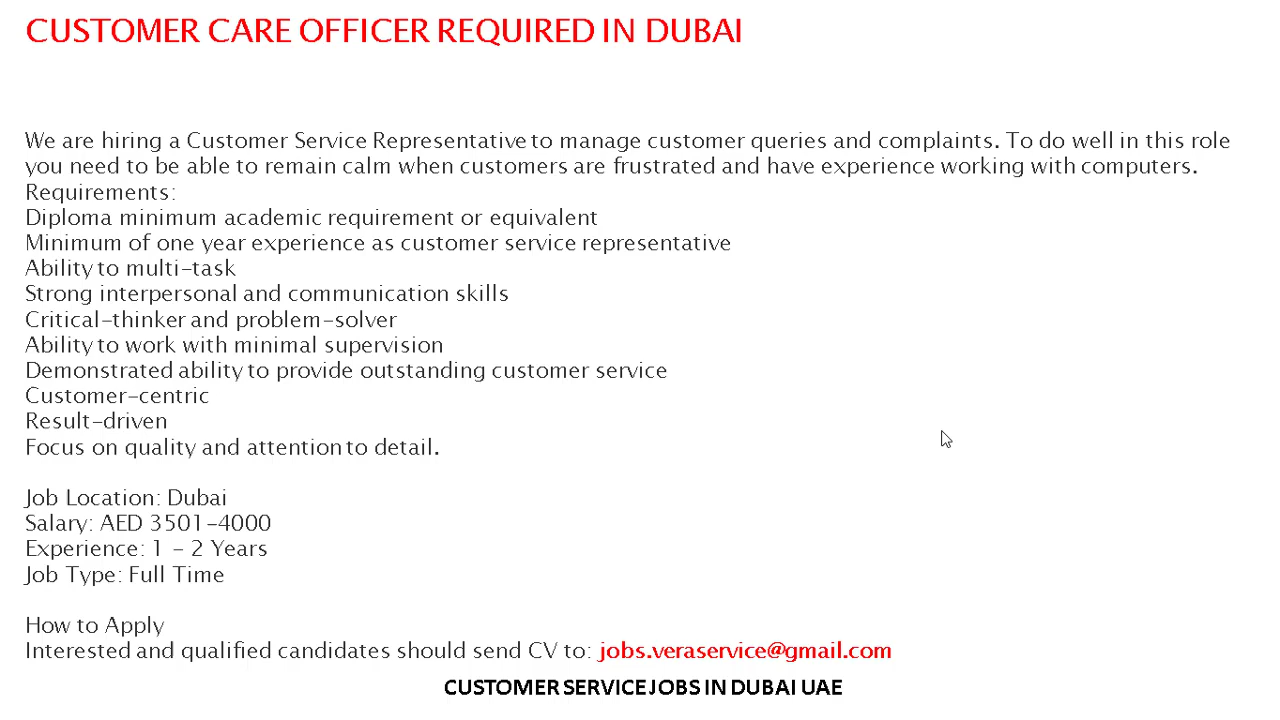 CUSTOMER CARE OFFICER REQUIRED IN DUBAI
We are hiring a Customer Service Representative to manage customer queries and complaints. To do well in this role
you need to be able to remain calm when customers are frustrated and have experience working with computers.
Requirements:
Diploma minimum academic requirement or equivalent
Minimum of one year experience as customer service representative
Ability to multi-task
Strong interpersonal and communication skills
Critical-thinker and problem-solver
Ability to work with minimal supervision
Demonstrated ability to provide outstanding customer service
Customer-centric
Result-driven
Focus on quality and attention to detail.
Job Location: Dubai
Salary: AED 3501-4000
Experience: 1 - 2 Years
Job Type: Full Time
How to Apply
Interested and qualified candidates should send CV to: jobs.veraservice@gmail.com
CUSTOMER SERVICE JOBS IN DUBAI UAE